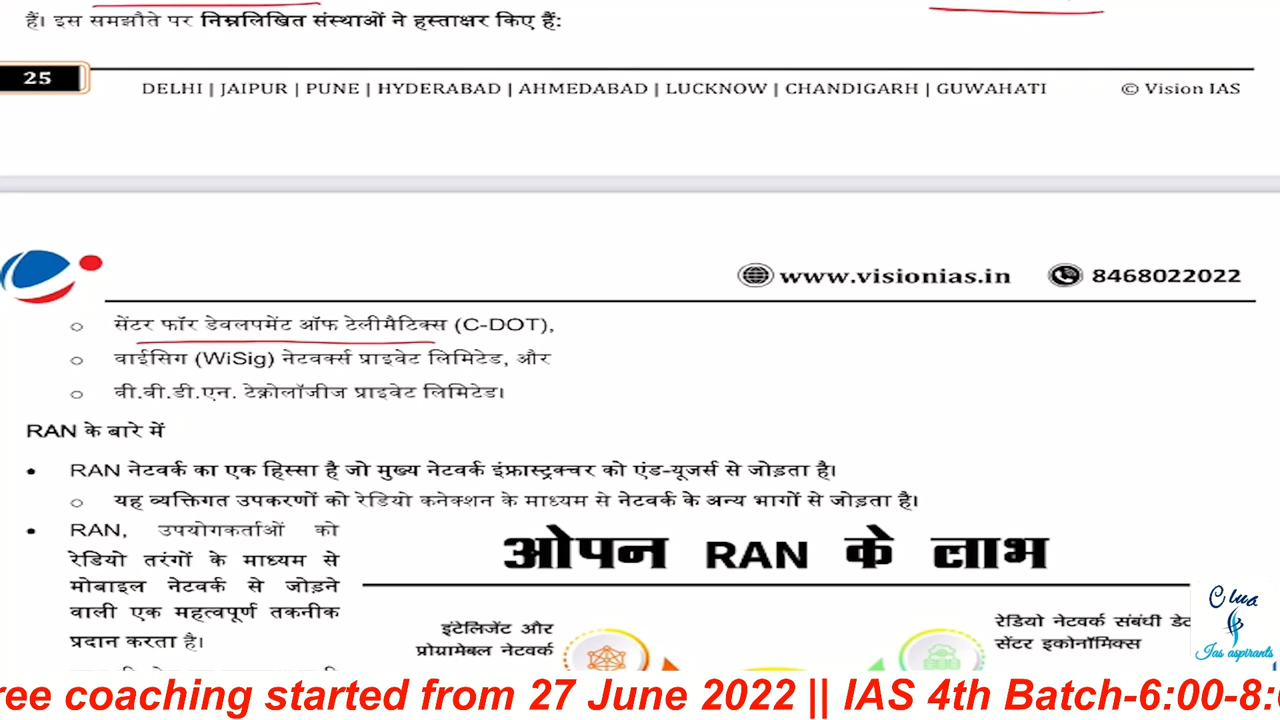 हैं। इस समझौते पर निम्नलिखित संस्थाओं ने हस्ताक्षर किए हैं:
25
DELHI | JAIPUR | PUNE | HYDERABAD | AHMEDABAD | LUCKNOW | CHANDIGARH | GUWAHATI © Vision IAS
www.visionias.in 8468022022
○ सेंटर फॉर डेवलपमेंट ऑफ टेलीमैटिक्स (C-DOT),
○ वाईसिग (WiSig) नेटवर्क्स प्राइवेट लिमिटेड, और
○ वी.वी.डी.एन. टेक्नोलॉजीज प्राइवेट लिमिटेड।
RAN के बारे में
• RAN नेटवर्क का एक हिस्सा है जो मुख्य नेटवर्क इंफ्रास्ट्रक्चर को एंड-यूजर्स से जोड़ता है।
○ यह व्यक्तिगत उपकरणों को रेडियो कनेक्शन के माध्यम से नेटवर्क के अन्य भागों से जोड़ता है।
• RAN, उपयोगकर्ताओं को
रेडियो तरंगों के माध्यम से
मोबाइल नेटवर्क से जोड़ने
वाली एक महत्वपूर्ण तकनीक
प्रदान करता है।
ओपन RAN के लाभ
इंटेलिजेंट और
प्रोग्रामेबल नेटवर्क
रेडियो नेटवर्क संबंधी डेट
सेंटर इकोनॉमिक्स
Clue
Ias aspirants
ree coaching started from 27 June 2022 || IAS 4th Batch-6:00-8:0